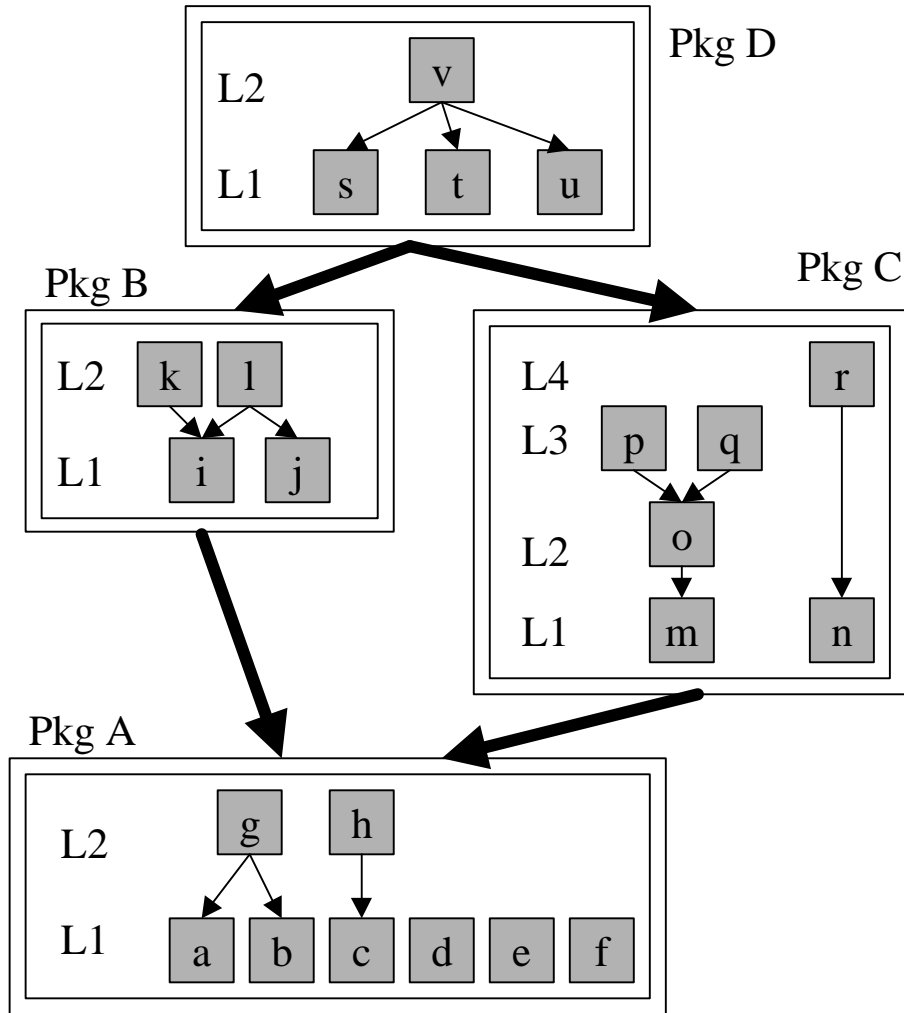 Pkg D
L2 v
L1 s t u
Pkg B
L2 k l
L1 i j
Pkg C
L4 r
L3 p q
L2 o
L1 m n
Pkg A
L2 g h
L1 a b c d e f